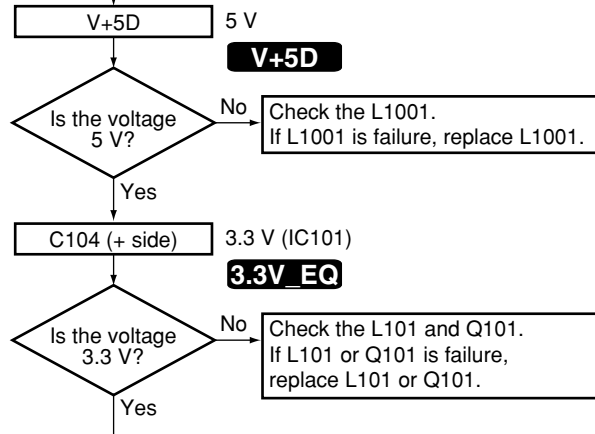 V+5D
5 V
V+5D
Is the voltage
5 V?
No
Check the L1001.
If L1001 is failure, replace L1001.
Yes
C104 (+ side)
3.3 V (IC101)
3.3V_EQ
Is the voltage
3.3 V?
No
Check the L101 and Q101.
If L101 or Q101 is failure,
replace L101 or Q101.
Yes